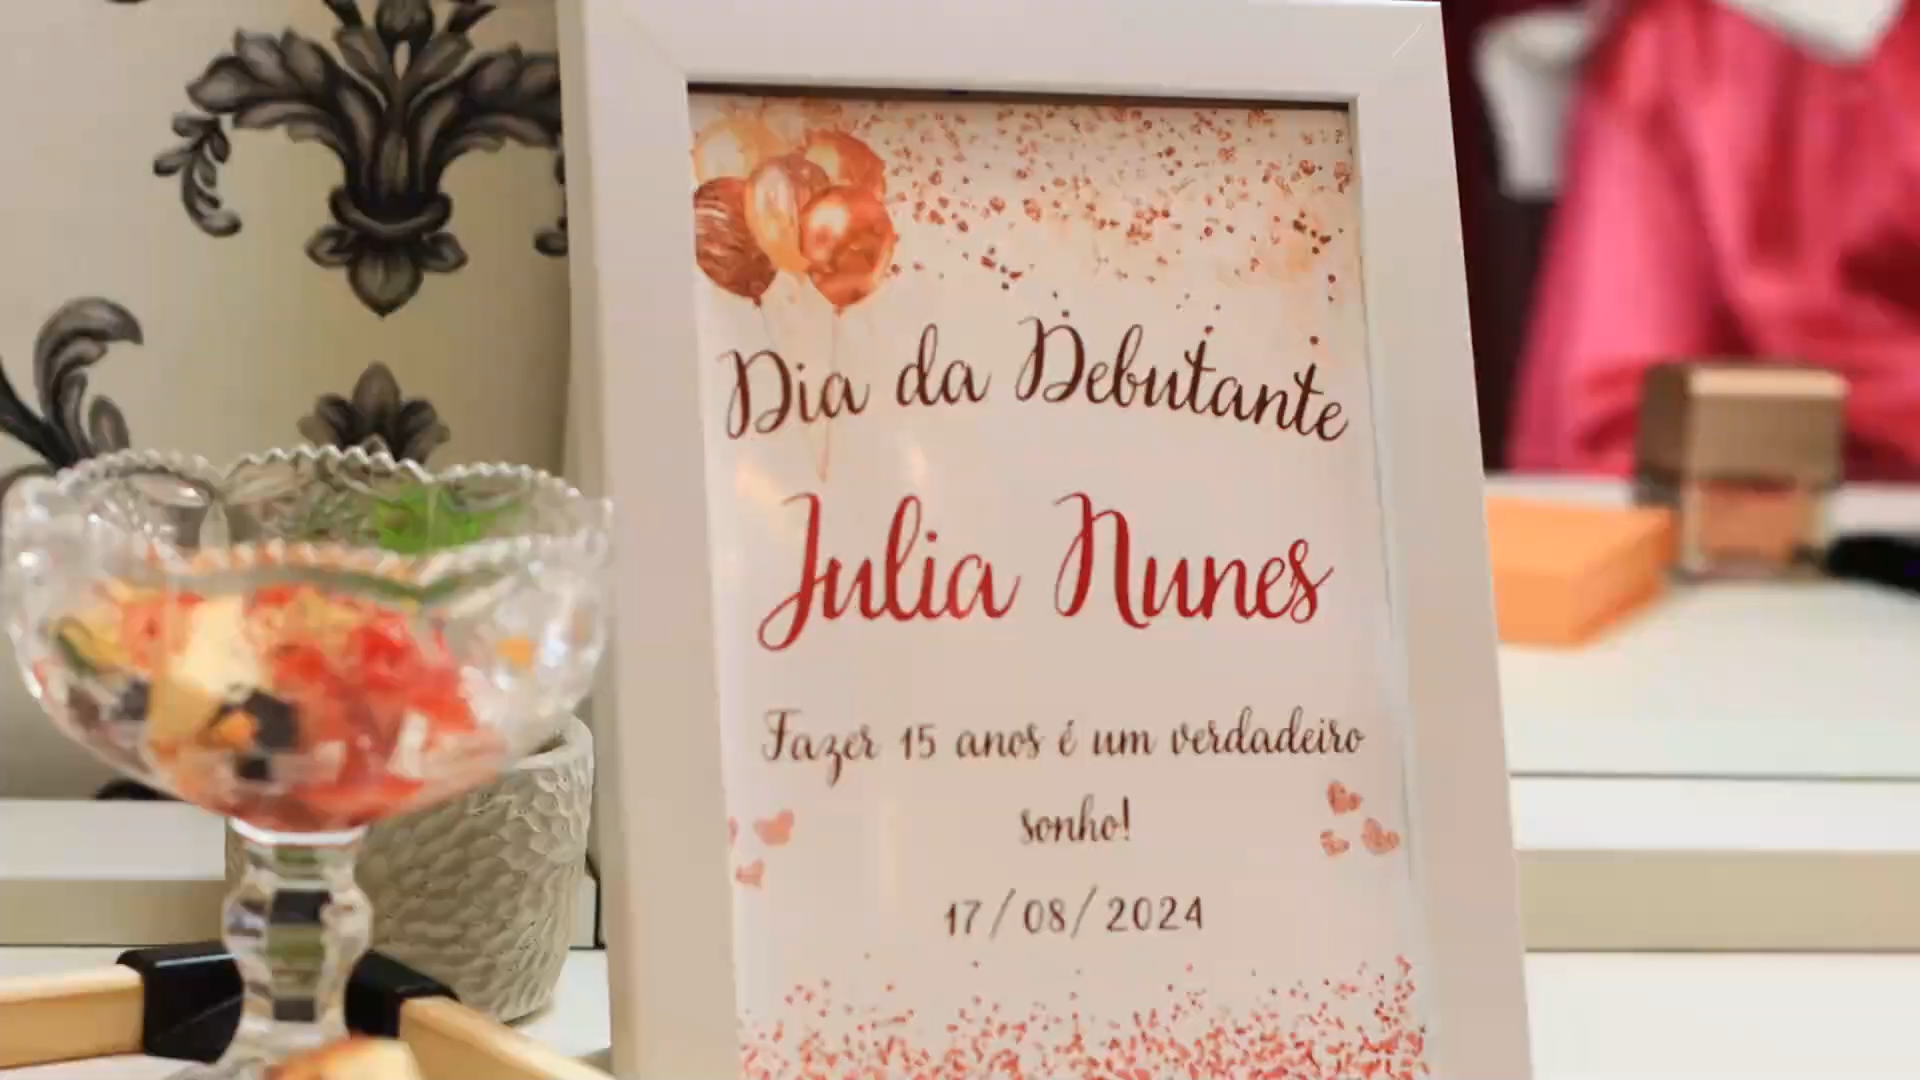 Dia da Debutante
Julia Nunes
Fazer 15 anos é um verdadeiro
sonho!
17/08/2024